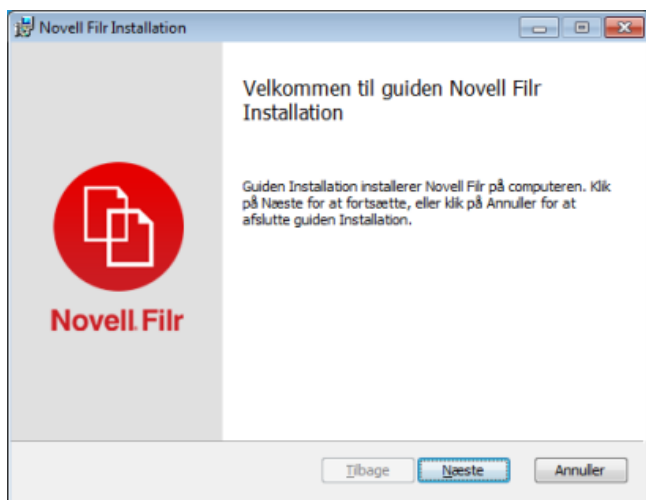 Novell Filr Installation
Velkommen til guiden Novell Filr
Installation
Guiden Installation installerer Novell Filr på computeren. Klik
på Næste for at fortsætte, eller klik på Annuller for at
afslutte guiden Installation.
Novell Filr
Tilbage Næste Annuller